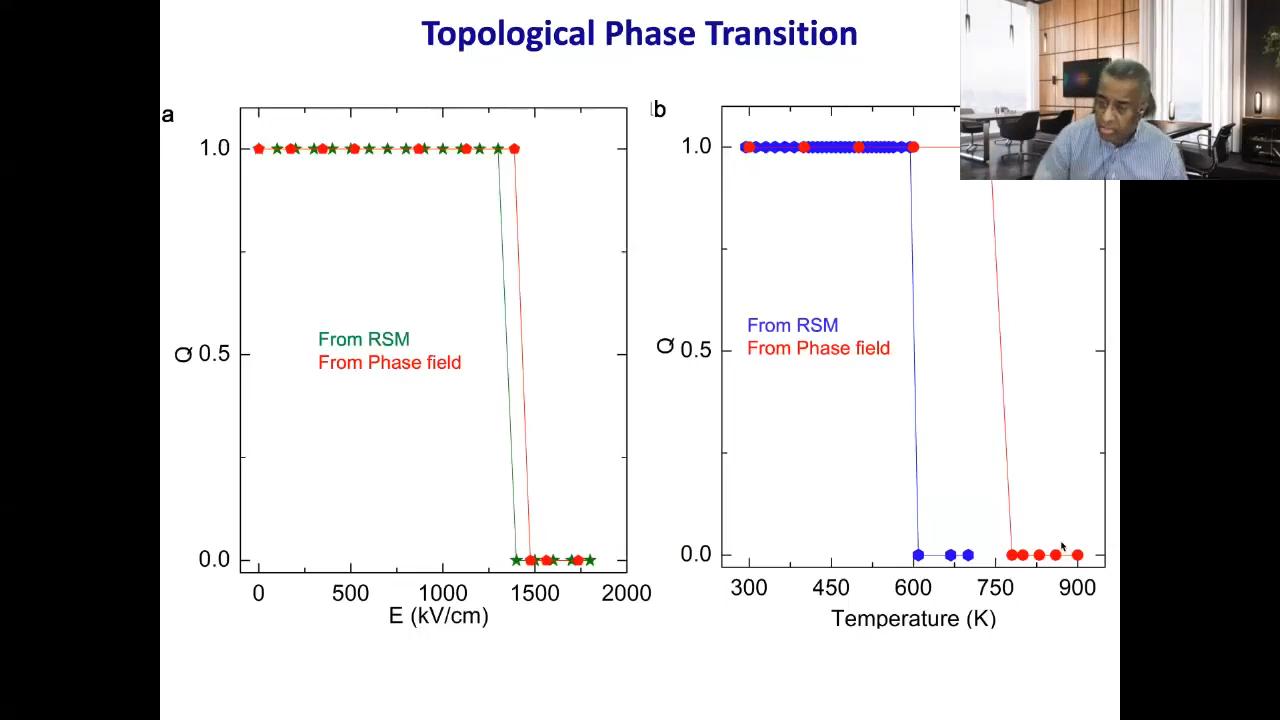 Topological Phase Transition
a
1.0
0.5
0.0
Q
From RSM
From Phase field
0
500
1000
1500
2000
E (kV/cm)
b
1.0
0.5
0.0
Q
From RSM
From Phase field
300
450
600
750
900
Temperature (K)